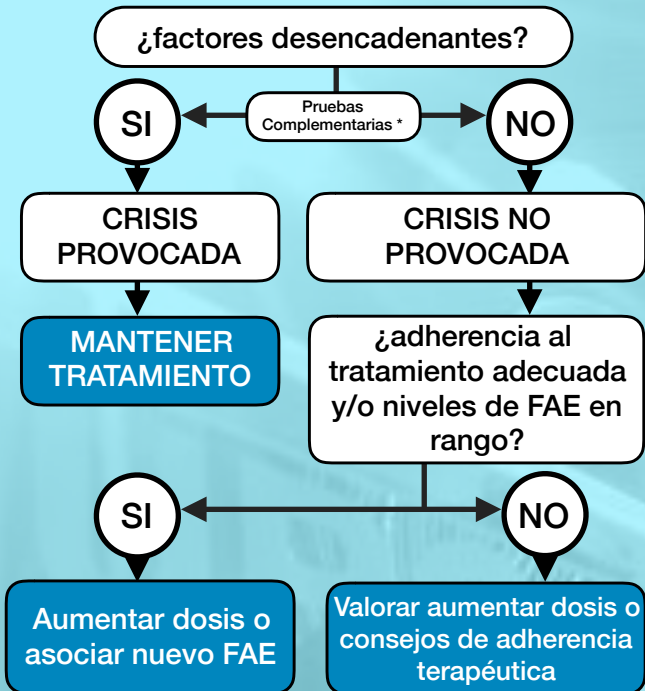 ¿factores desencadenantes?
Pruebas
Complementarias *
SI
NO
CRISIS
PROVOCADA
CRISIS NO
PROVOCADA
MANTENER
TRATAMIENTO
¿adherencia al
tratamiento adecuada
y/o niveles de FAE en
rango?
SI
NO
Aumentar dosis o
asociar nuevo FAE
Valorar aumentar dosis o
consejos de adherencia
terapéutica